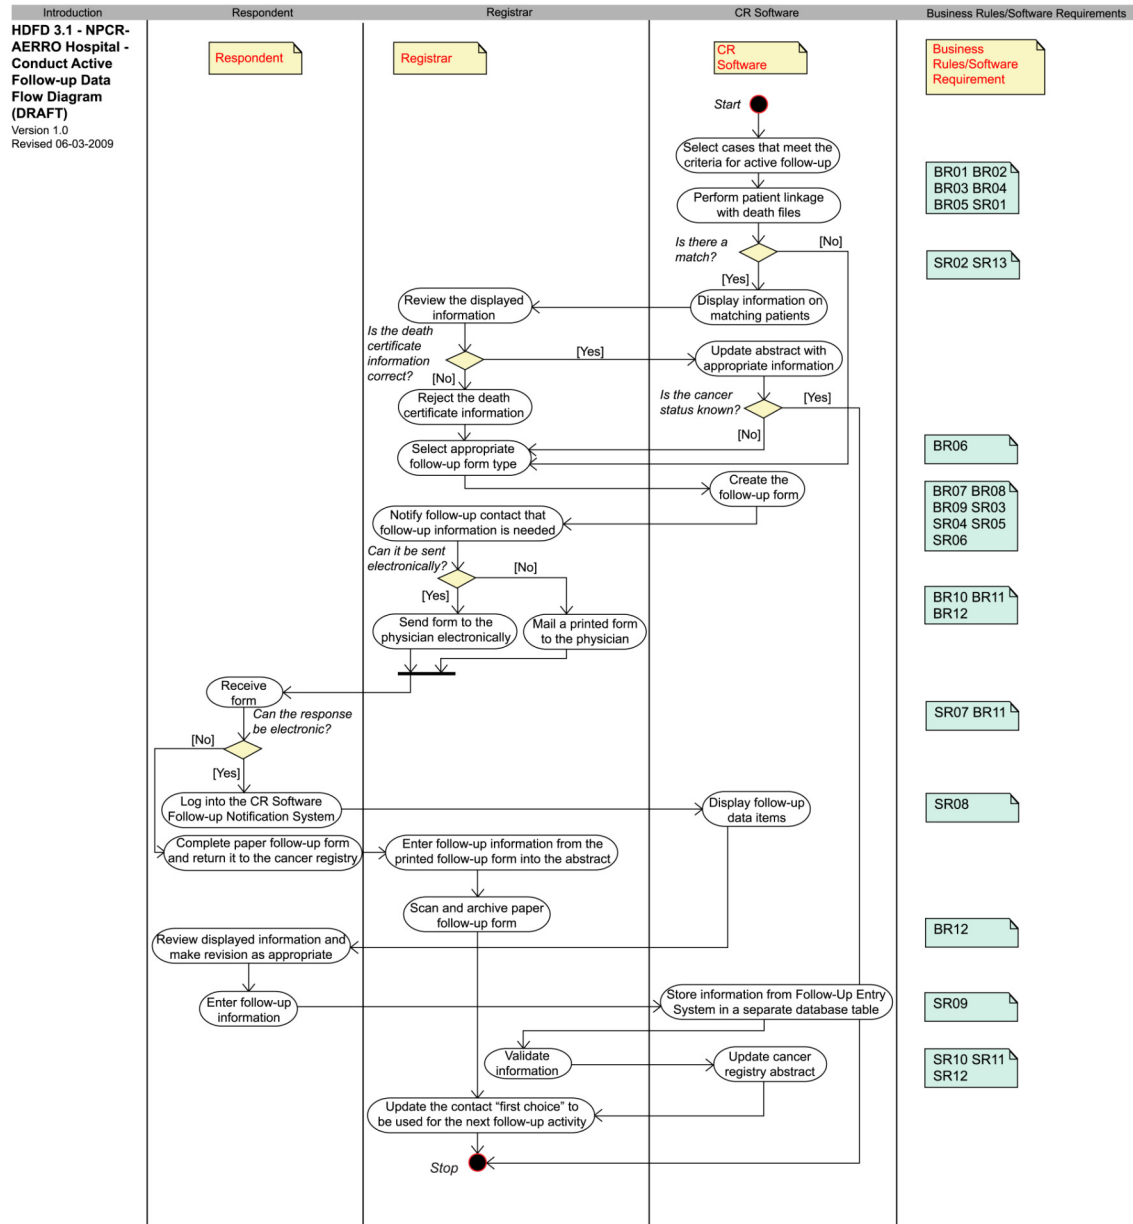 Introduction
Respondent
Registrar
CR Software
Business Rules/Software Requirements
HDFD 3.1 - NPCR-
AERRO Hospital -
Conduct Active
Follow-up Data
Flow Diagram
(DRAFT)
Version 1.0
Revised 06-03-2009
Respondent
Registrar
CR
Software
Business
Rules/Software
Requirement
Start
Select cases that meet the
criteria for active follow-up
BR01 BR02
BR03 BR04
BR05 SR01
Perform patient linkage
with death files
Is there a
match?
[No]
[Yes]
SR02 SR13
Display information on
matching patients
Review the displayed
information
Is the death
certificate
information
correct?
[Yes]
[No]
Update abstract with
appropriate information
Reject the death
certificate information
Is the cancer
status known?
[Yes]
[No]
Select appropriate
follow-up form type
BR06
Create the
follow-up form
BR07 BR08
BR09 SR03
SR04 SR05
SR06
Notify follow-up contact that
follow-up information is needed
Can it be sent
electronically?
[No]
[Yes]
BR10 BR11
BR12
Send form to the
physician electronically
Mail a printed form
to the physician
Receive
form
Can the response
be electronic?
[No]
[Yes]
SR07 BR11
Log into the CR Software
Follow-up Notification System
Display follow-up
data items
SR08
Complete paper follow-up form
and return it to the cancer registry
Enter follow-up information from the
printed follow-up form into the abstract
Scan and archive paper
follow-up form
Review displayed information and
make revision as appropriate
BR12
Enter follow-up
information
Store information from Follow-Up Entry
System in a separate database table
SR09
Validate
information
Update cancer
registry abstract
SR10 SR11
SR12
Update the contact “first choice” to
be used for the next follow-up activity
Stop